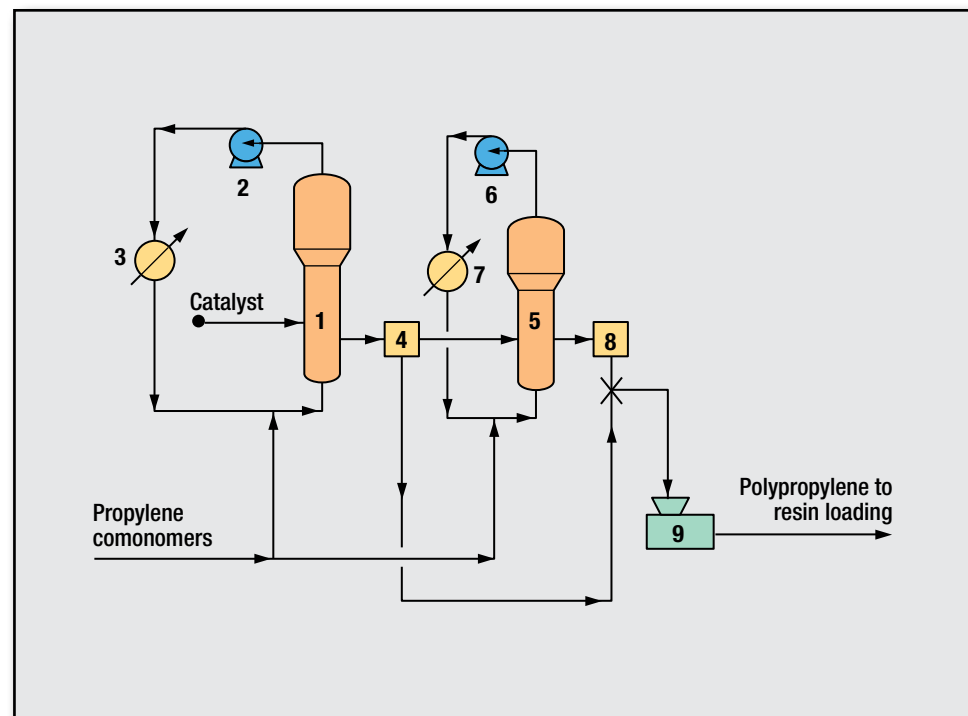 2
6
3
7
Catalyst
1
4
5
8
Propylene
comonomers
Polypropylene to
resin loading
9